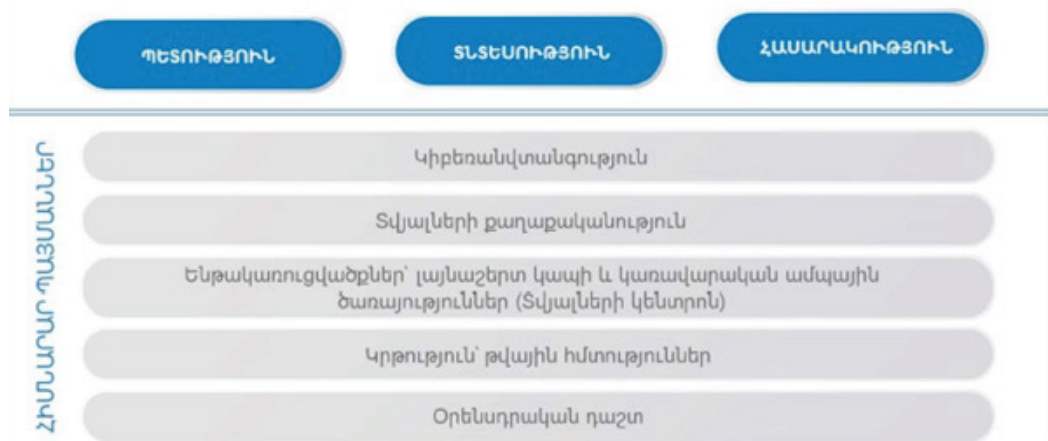 ՊԵՏՈՒԹՅՈՒՆ
ՏՆՏԵՍՈՒԹՅՈՒՆ
ՀԱՍԱՐԱԿՈՒԹՅՈՒՆ
ՀԻՄՆԱՐԱՐ ՊԱՅՄԱՆՆԵՐ
Կիբեռանվտանգություն
Տվյալների քաղաքականություն
Ենթակառուցվածքներ՝ լայնաշերտ կապի և կառավարական ամպային
ծառայություններ (Տվյալների կենտրոն)
Կրթություն՝ թվային հմտություններ
Օրենսդրական դաշտ